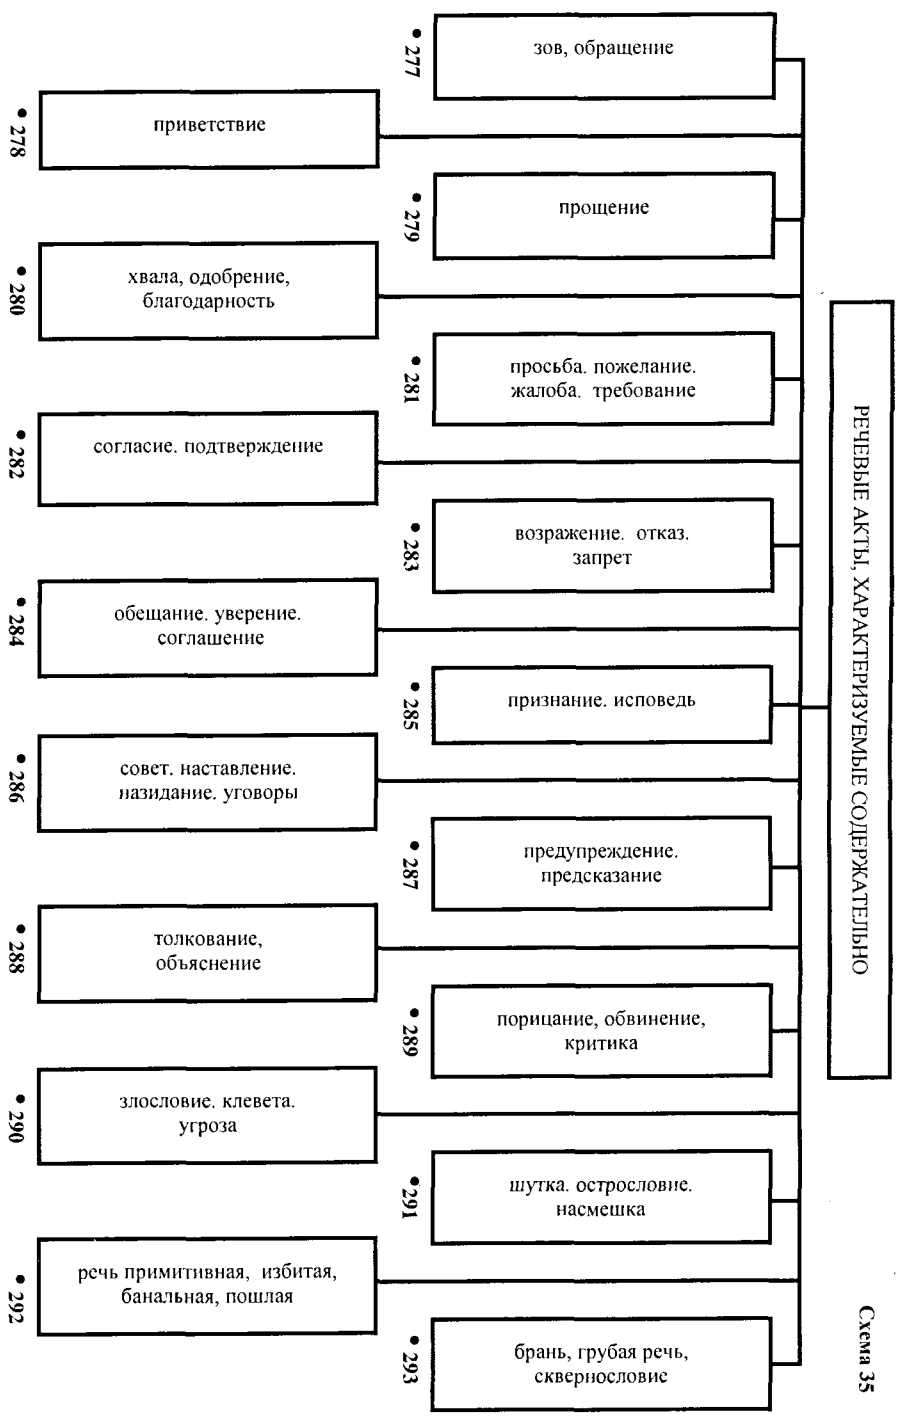 Схема 35
РЕЧЕВЫЕ АКТЫ, ХАРАКТЕРИЗУЕМЫЕ СОДЕРЖАТЕЛЬНО
зов, обращение
• 277
приветствие
• 278
прощение
• 279
хвала, одобрение,
благодарность
• 280
просьба. пожелание.
жалоба. требование
• 281
согласие. подтверждение
• 282
возражение. отказ.
запрет
• 283
обещание. уверение.
соглашение
• 284
признание. исповедь
• 285
совет. наставление.
назидание. уговоры
• 286
предупреждение.
предсказание
• 287
толкование,
объяснение
• 288
порицание, обвинение,
критика
• 289
злословие. клевета.
угроза
• 290
шутка. острословие.
насмешка
• 291
речь примитивная, избитая,
банальная, пошлая
• 292
брань, грубая речь,
сквернословие
• 293